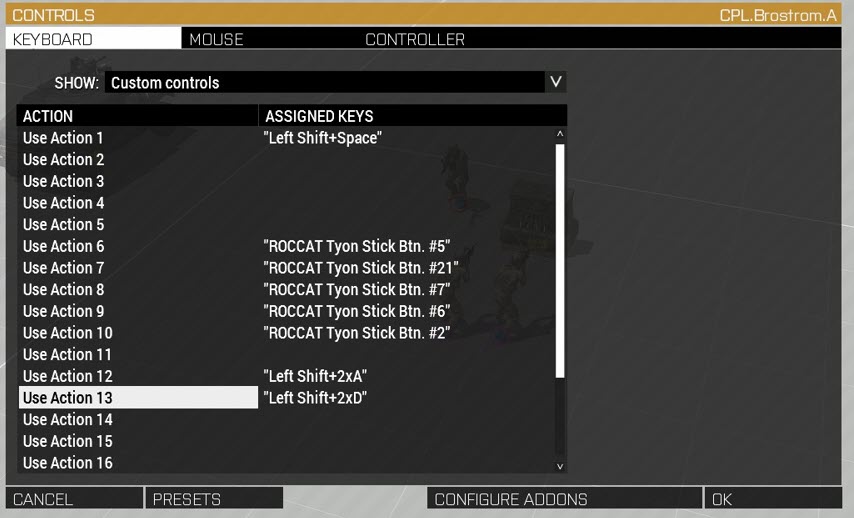 CONTROLS CPL.Brostrom.A
KEYBOARD MOUSE CONTROLLER
SHOW: Custom controls
ACTION ASSIGNED KEYS
Use Action 1 "Left Shift+Space"
Use Action 2
Use Action 3
Use Action 4
Use Action 5
Use Action 6 "ROCCAT Tyon Stick Btn. #5"
Use Action 7 "ROCCAT Tyon Stick Btn. #21"
Use Action 8 "ROCCAT Tyon Stick Btn. #7"
Use Action 9 "ROCCAT Tyon Stick Btn. #6"
Use Action 10 "ROCCAT Tyon Stick Btn. #2"
Use Action 11
Use Action 12 "Left Shift+2xA"
Use Action 13 "Left Shift+2xD"
Use Action 14
Use Action 15
Use Action 16
CANCEL PRESETS CONFIGURE ADDONS OK